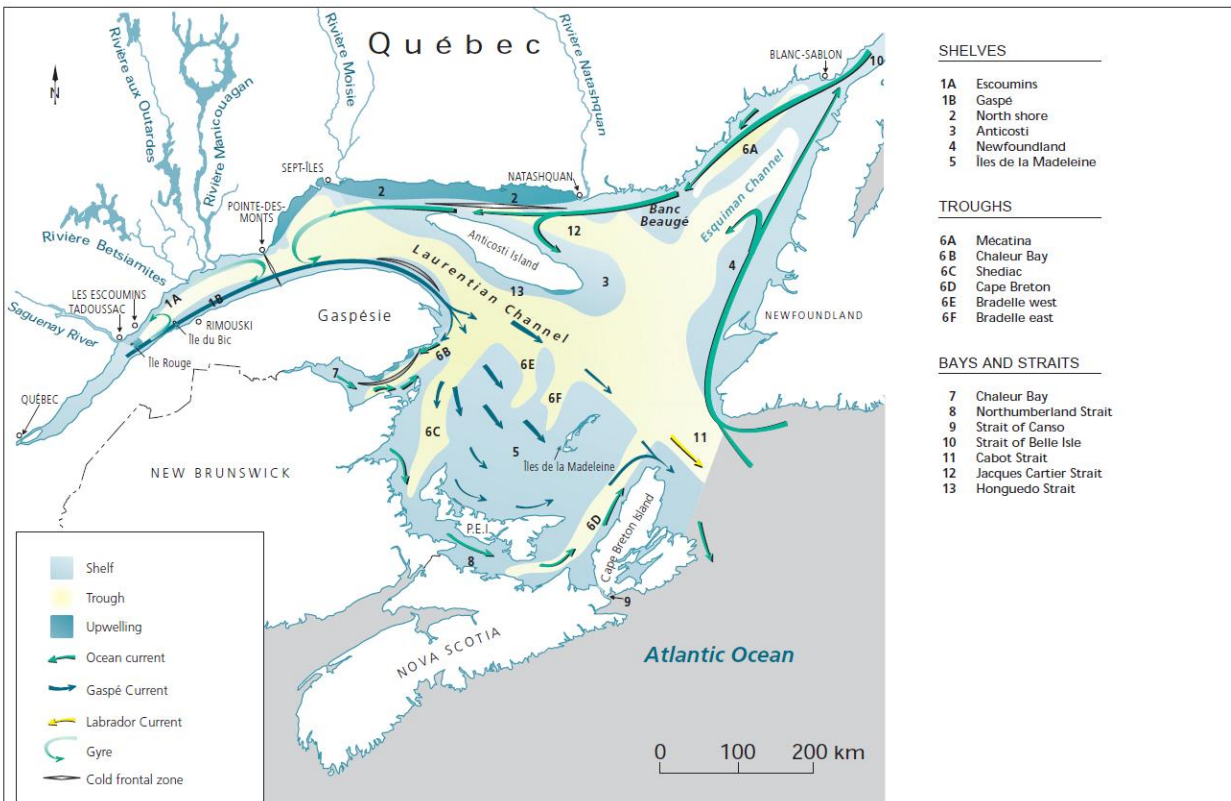 Québec
Rivière aux Outardes
Rivière Manicouagan
Rivière Moisie
Rivière Natashquan
BLANC-SABLON
10
N
SEPT-ÎLES
NATASHQUAN
6A
2
2
POINTE-DES-
MONTS
Banc
Beaugé
Esquiman Channel
Rivière Betsiamites
12
Anticosti Island
3
4
Laurentian Channel
13
1A
1B
LES ESCOUMINS
TADOUSSAC
Saguenay River
RIMOUSKI
Île du Bic
Île Rouge
Gaspésie
NEWFOUNDLAND
6B
6E
7
6F
QUÉBEC
6C
5
11
Îles de la Madeleine
NEW BRUNSWICK
P.E.I.
6D
Cape Breton Island
8
9
NOVA SCOTIA
Atlantic Ocean
0 100 200 km
Shelf
Trough
Upwelling
Ocean current
Gaspé Current
Labrador Current
Gyre
Cold frontal zone
SHELVES
1A Escoumins
1B Gaspé
2 North shore
3 Anticosti
4 Newfoundland
5 Îles de la Madeleine
TROUGHS
6A Mécatina
6B Chaleur Bay
6C Shediac
6D Cape Breton
6E Bradelle west
6F Bradelle east
BAYS AND STRAITS
7 Chaleur Bay
8 Northumberland Strait
9 Strait of Canso
10 Strait of Belle Isle
11 Cabot Strait
12 Jacques Cartier Strait
13 Honguedo Strait